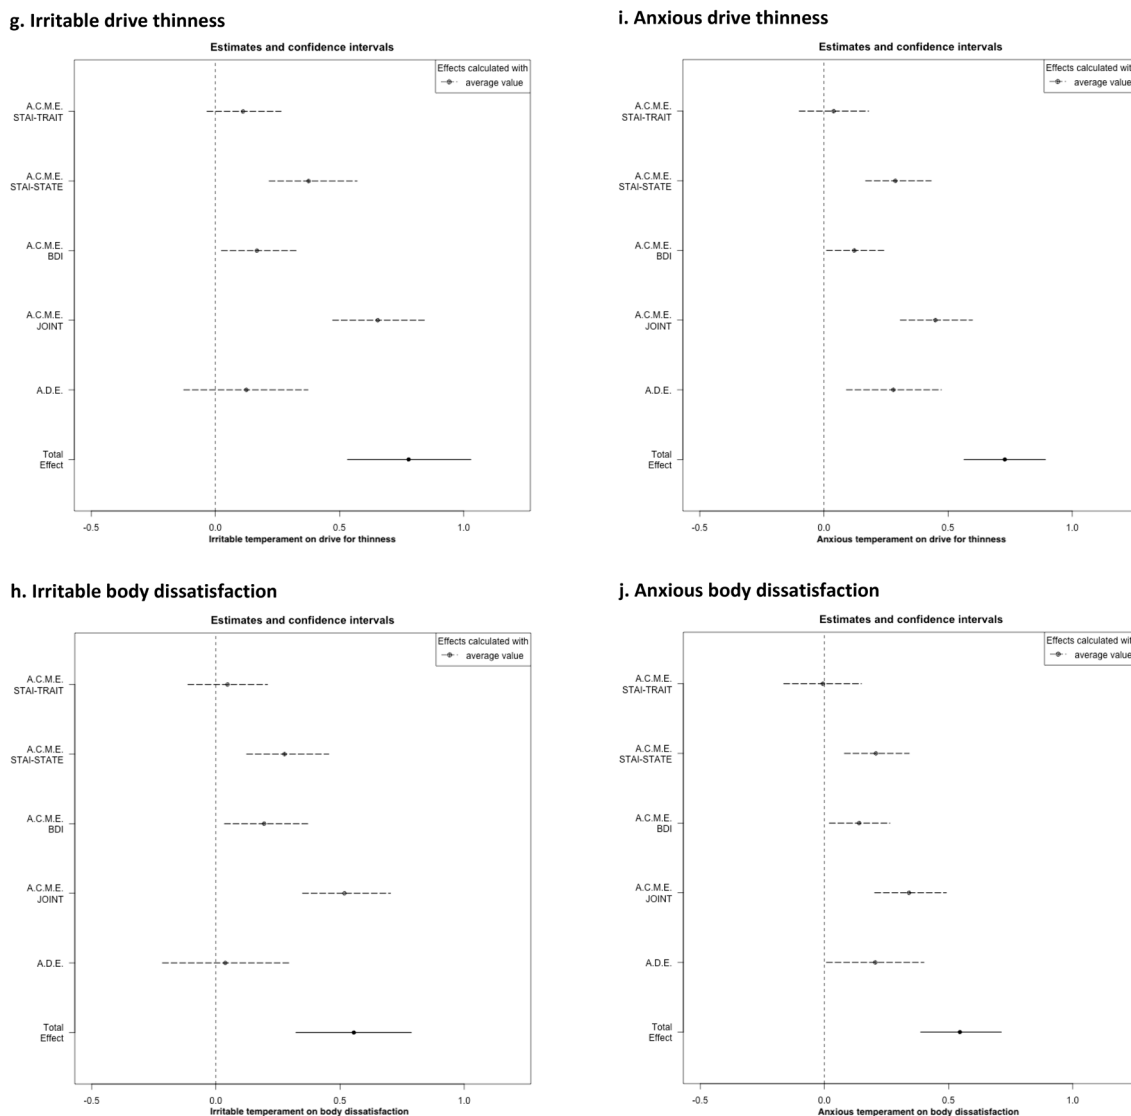 g. Irritable drive thinness
Estimates and confidence intervals
Effects calculated with
average value
A.C.M.E.
STAI-TRAIT
A.C.M.E.
STAI-STATE
A.C.M.E.
BDI
A.C.M.E.
JOINT
A.D.E.
Total
Effect
-0.5 0.0 0.5 1.0
Irritable temperament on drive for thinness
i. Anxious drive thinness
Estimates and confidence intervals
Effects calculated with
average value
A.C.M.E.
STAI-TRAIT
A.C.M.E.
STAI-STATE
A.C.M.E.
BDI
A.C.M.E.
JOINT
A.D.E.
Total
Effect
-0.5 0.0 0.5 1.0
Anxious temperament on drive for thinness
h. Irritable body dissatisfaction
Estimates and confidence intervals
Effects calculated with
average value
A.C.M.E.
STAI-TRAIT
A.C.M.E.
STAI-STATE
A.C.M.E.
BDI
A.C.M.E.
JOINT
A.D.E.
Total
Effect
-0.5 0.0 0.5 1.0
Irritable temperament on body dissatisfaction
j. Anxious body dissatisfaction
Estimates and confidence intervals
Effects calculated with
average value
A.C.M.E.
STAI-TRAIT
A.C.M.E.
STAI-STATE
A.C.M.E.
BDI
A.C.M.E.
JOINT
A.D.E.
Total
Effect
-0.5 0.0 0.5 1.0
Anxious temperament on body dissatisfaction